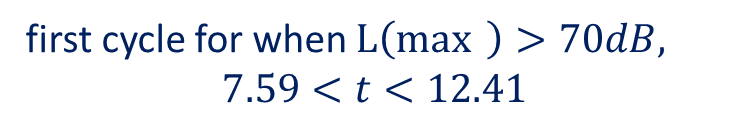 first cycle for when L(max ) > 70dB,
7.59 < t < 12.41